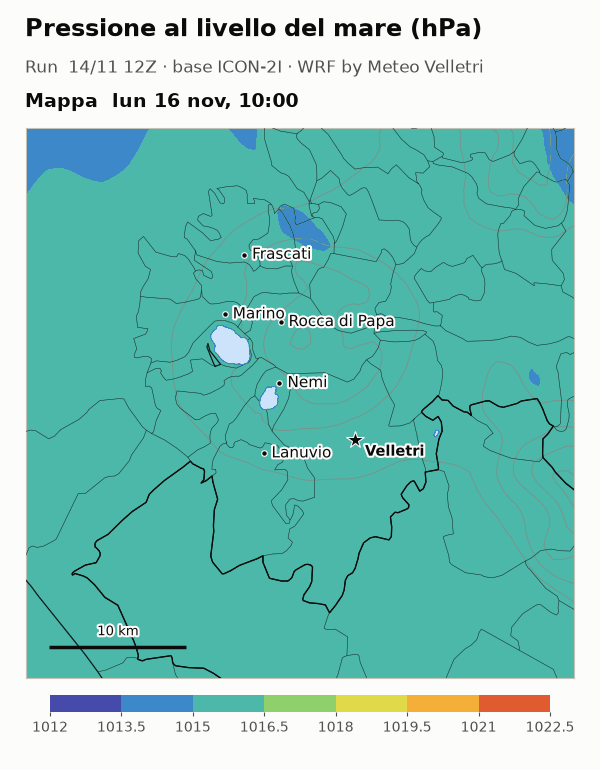 Pressione al livello del mare (hPa)
Run  14/11 12Z · base ICON-2I · WRF by Meteo Velletri
Mappa  lun 16 nov, 10:00
Frascati
Marino
Rocca di Papa
Nemi
Velletri
Lanuvio
10 km
1012 1013.5 1015 1016.5 1018 1019.5 1021 1022.5